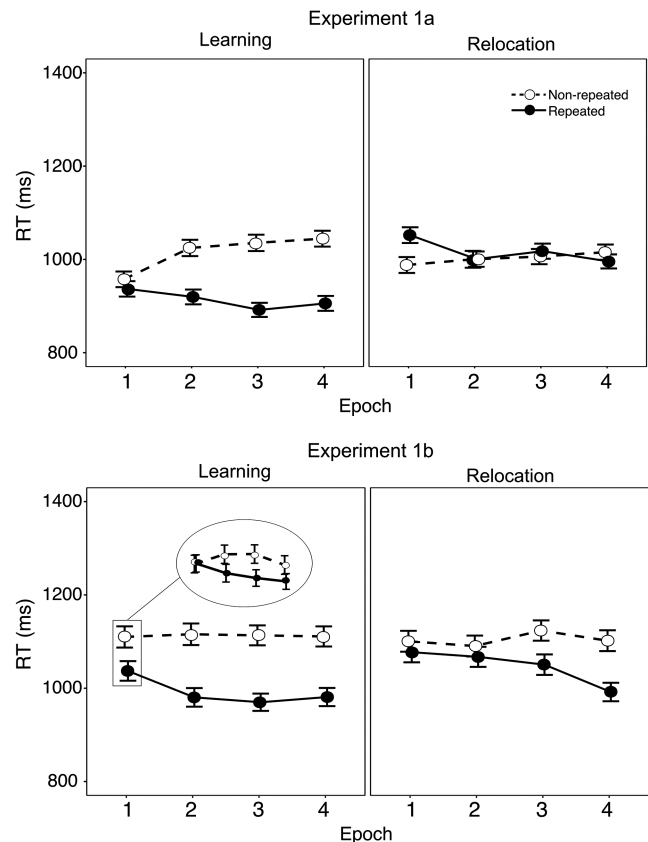 Experiment 1a
Learning
Relocation
1400
1200
1000
800
RT (ms)
Non-repeated
Repeated
1 2 3 4
1 2 3 4
Epoch
Experiment 1b
Learning
Relocation
1400
1200
1000
800
RT (ms)
1 2 3 4
1 2 3 4
Epoch